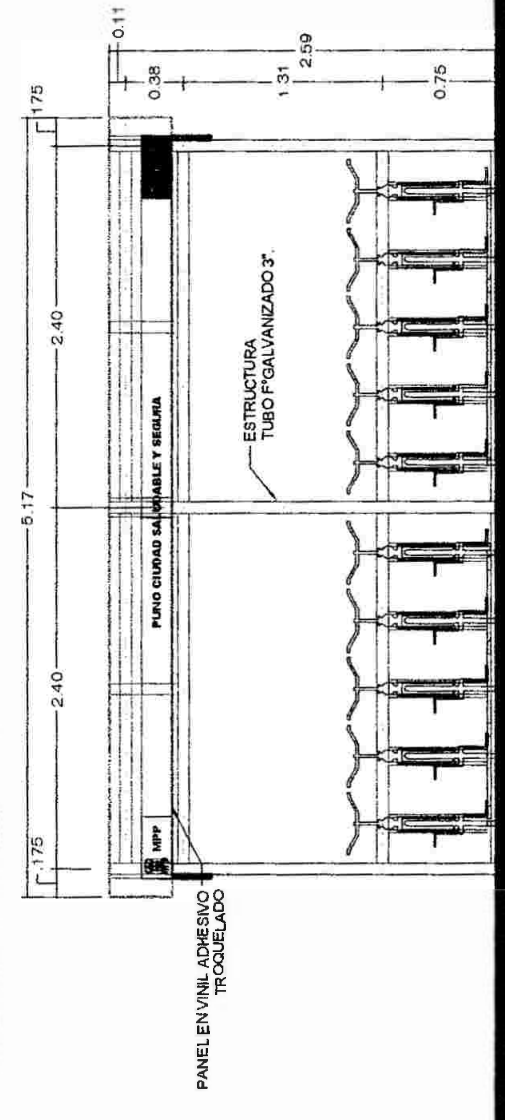 5.17
.175
2.40
2.40
.175
0.11
0.38
1.31
2.59
0.75
MPP
PUNO CIUDAD SALUDABLE Y SEGURA
ESTRUCTURA
TUBO F°GALVANIZADO 3".
PANEL EN VINIL ADHESIVO
TROQUELADO